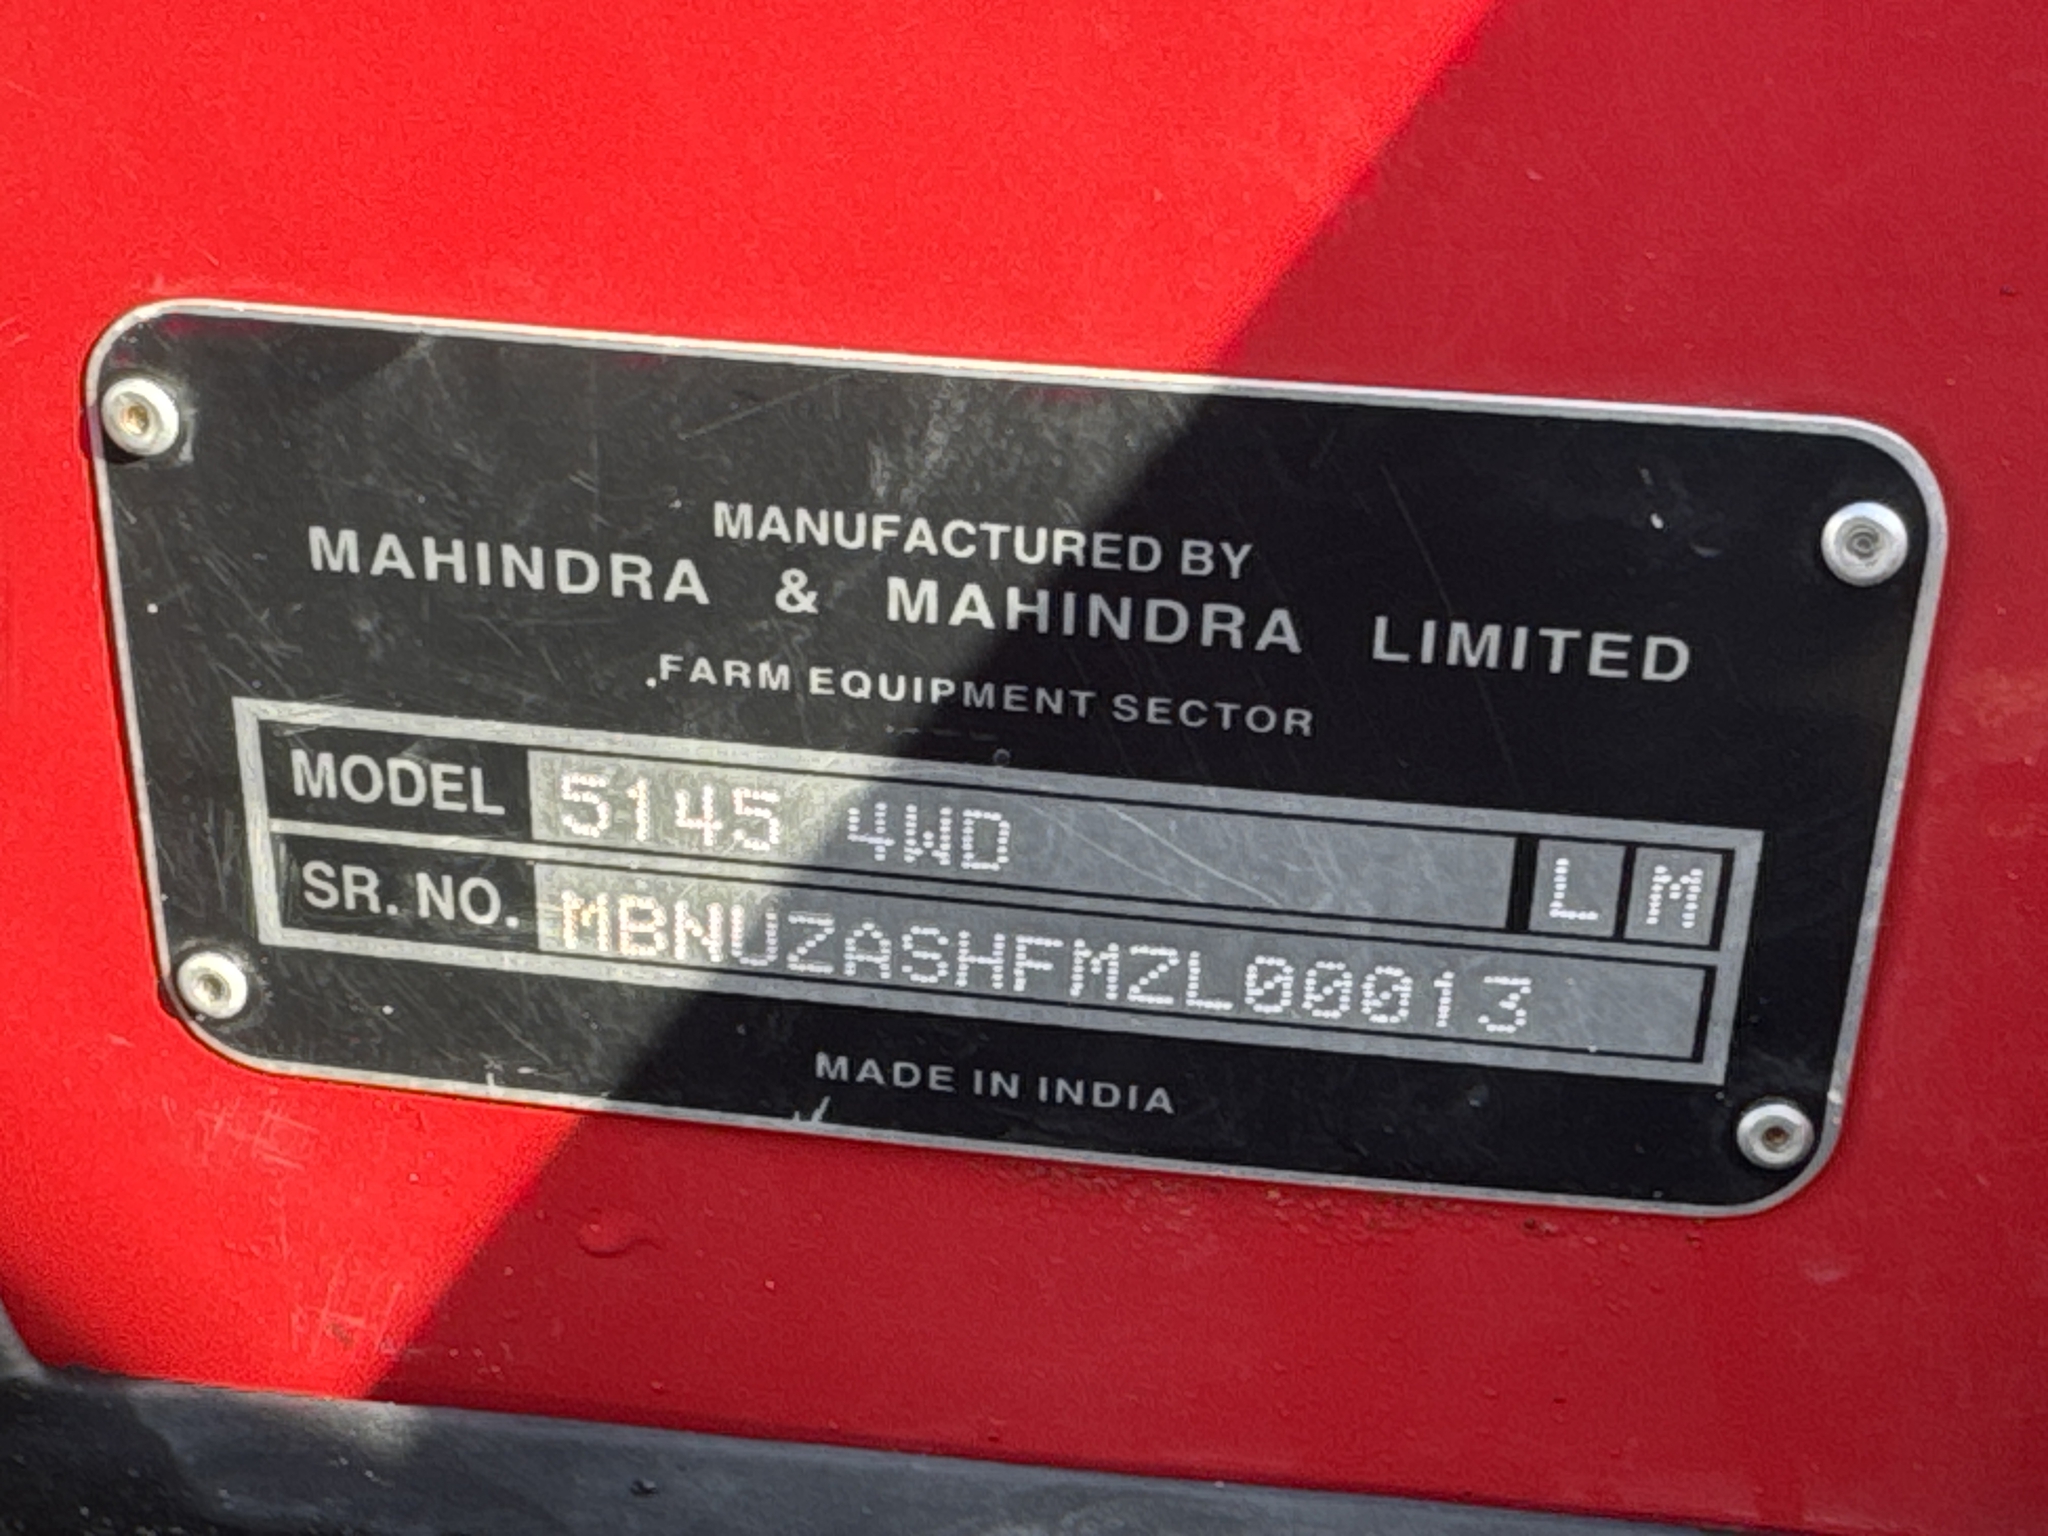 MANUFACTURED BY
MAHINDRA & MAHINDRA LIMITED
FARM EQUIPMENT SECTOR
MODEL 5145 4WD L M
SR. NO. MBNUZASHFMZL00013
MADE IN INDIA